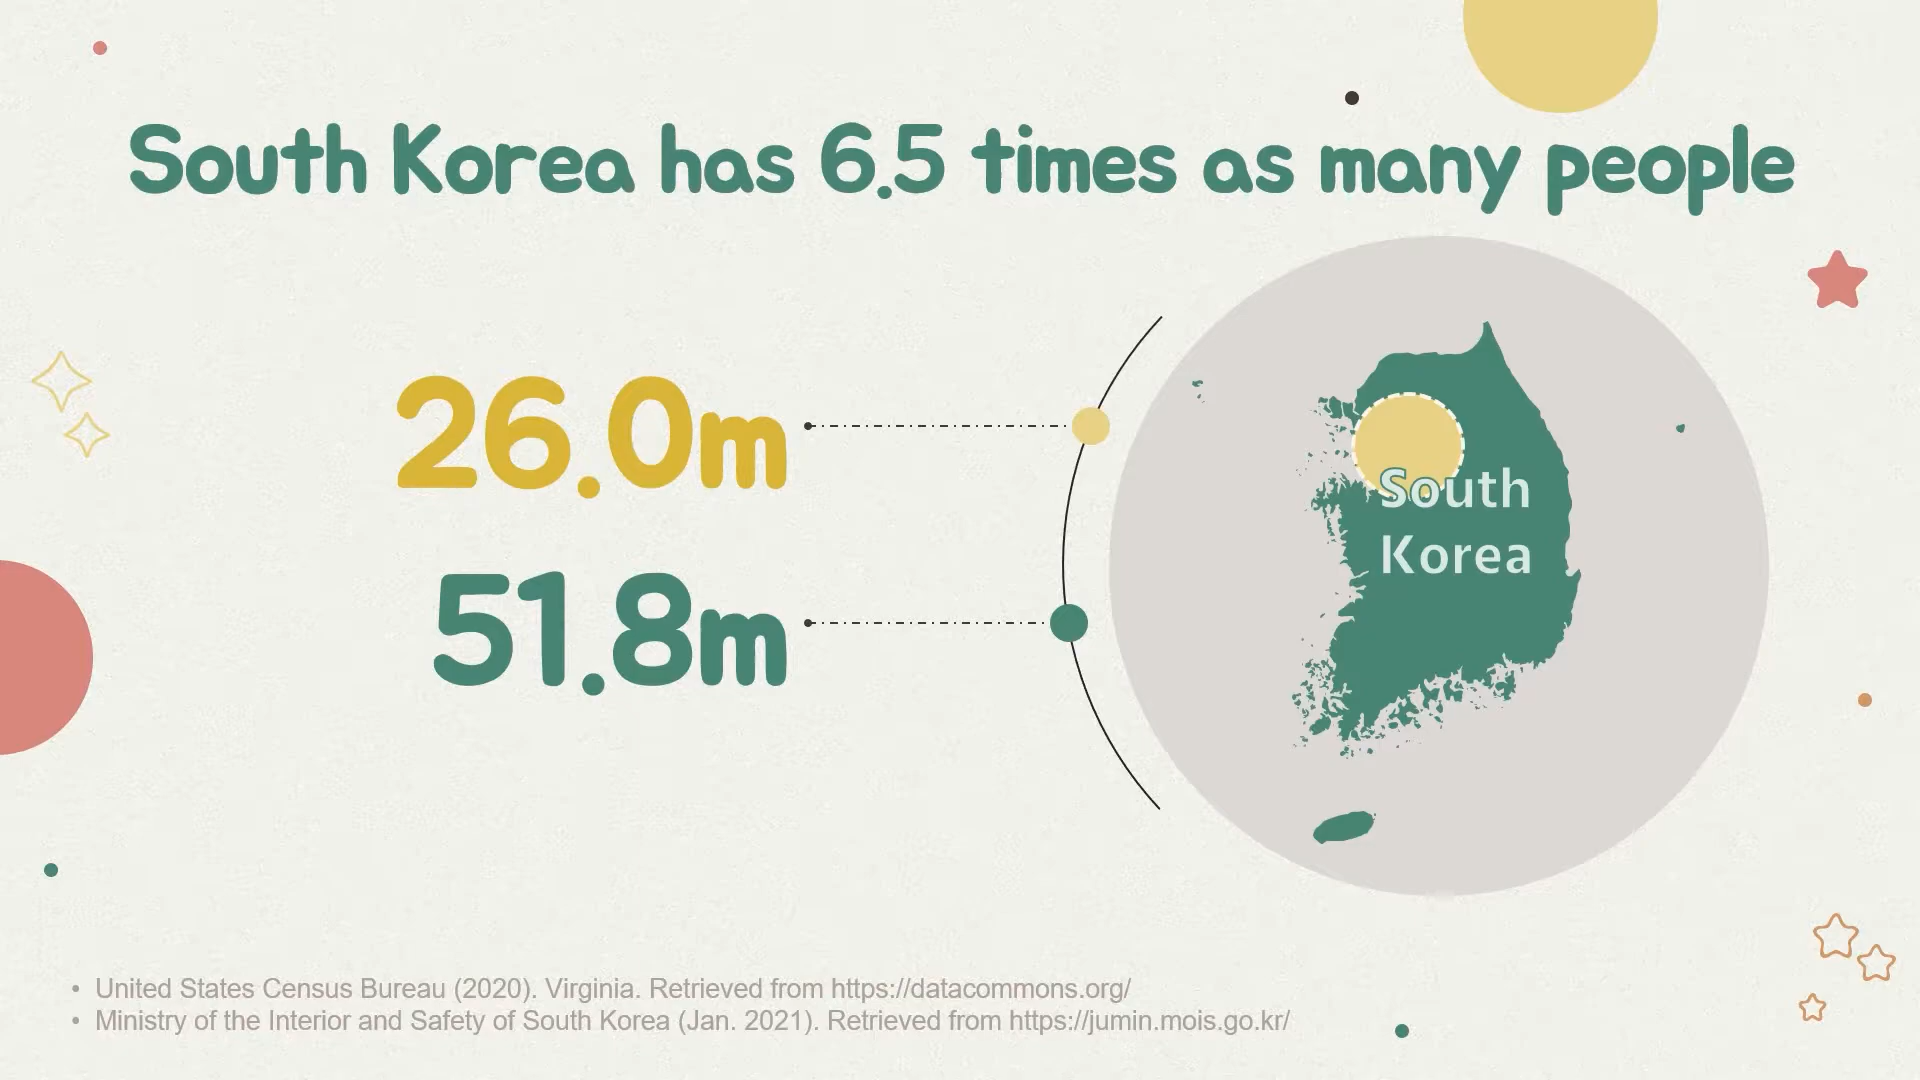 South Korea has 6.5 times as many people
26.0m
51.8m
South
Korea
• United States Census Bureau (2020). Virginia. Retrieved from https://datacommons.org/
• Ministry of the Interior and Safety of South Korea (Jan. 2021). Retrieved from https://jumin.mois.go.kr/